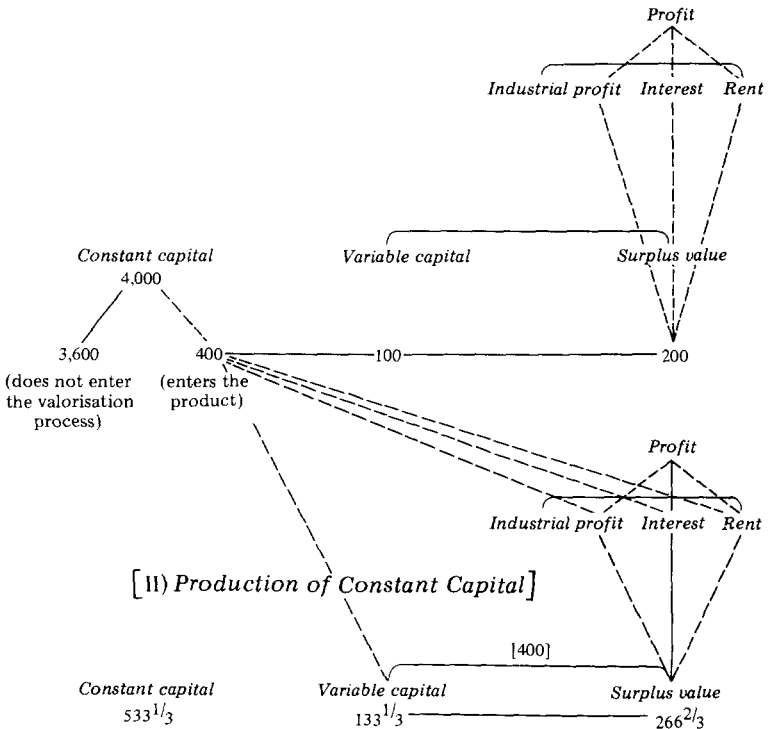 Profit
Industrial profit Interest Rent
Constant capital Variable capital Surplus value
4,000
3,600 400 100 200
(does not enter the valorisation process) (enters the product)
Profit
Industrial profit Interest Rent
[II) Production of Constant Capital]
[400]
Constant capital Variable capital Surplus value
533 1/3 133 1/3 266 2/3